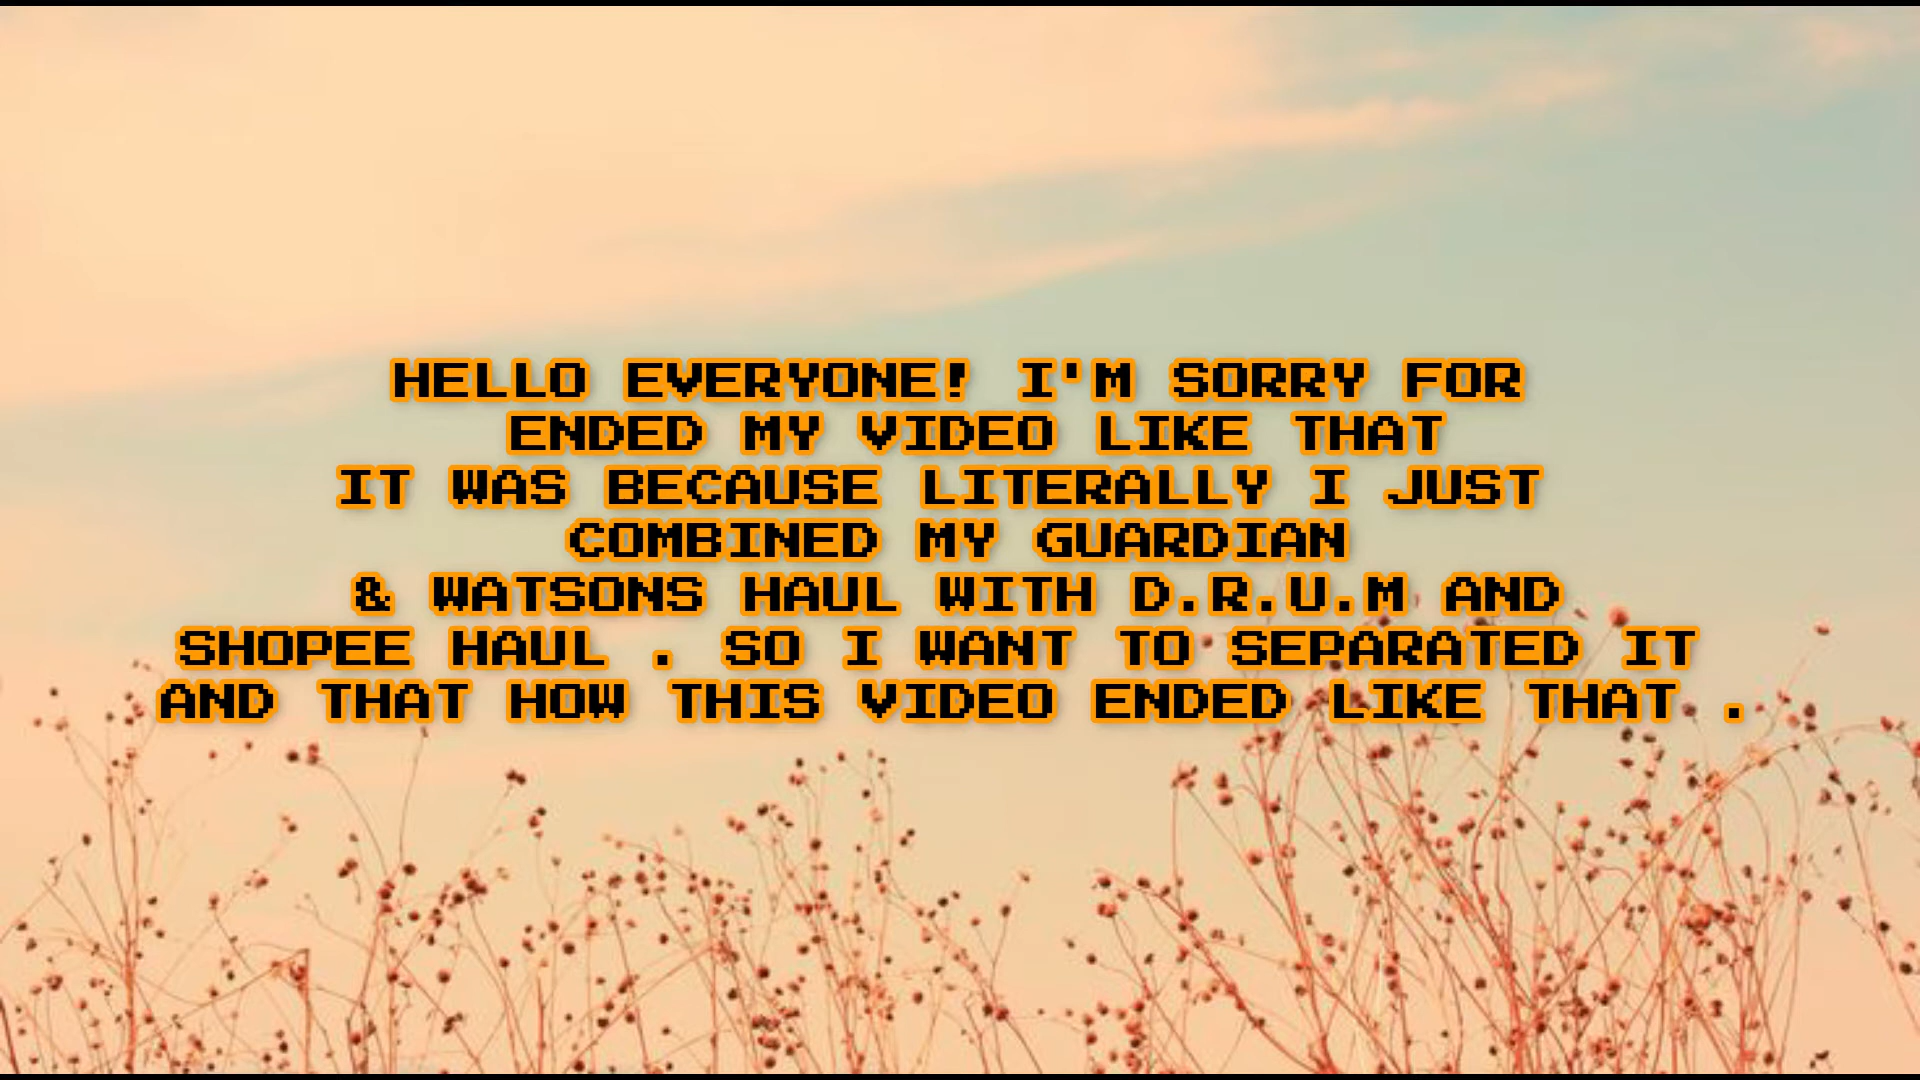 HELLO EVERYONE! I'M SORRY FOR
ENDED MY VIDEO LIKE THAT
IT WAS BECAUSE LITERALLY I JUST
COMBINED MY GUARDIAN
& WATSONS HAUL WITH D.R.U.M AND
SHOPEE HAUL . SO I WANT TO SEPARATED IT
AND THAT HOW THIS VIDEO ENDED LIKE THAT .